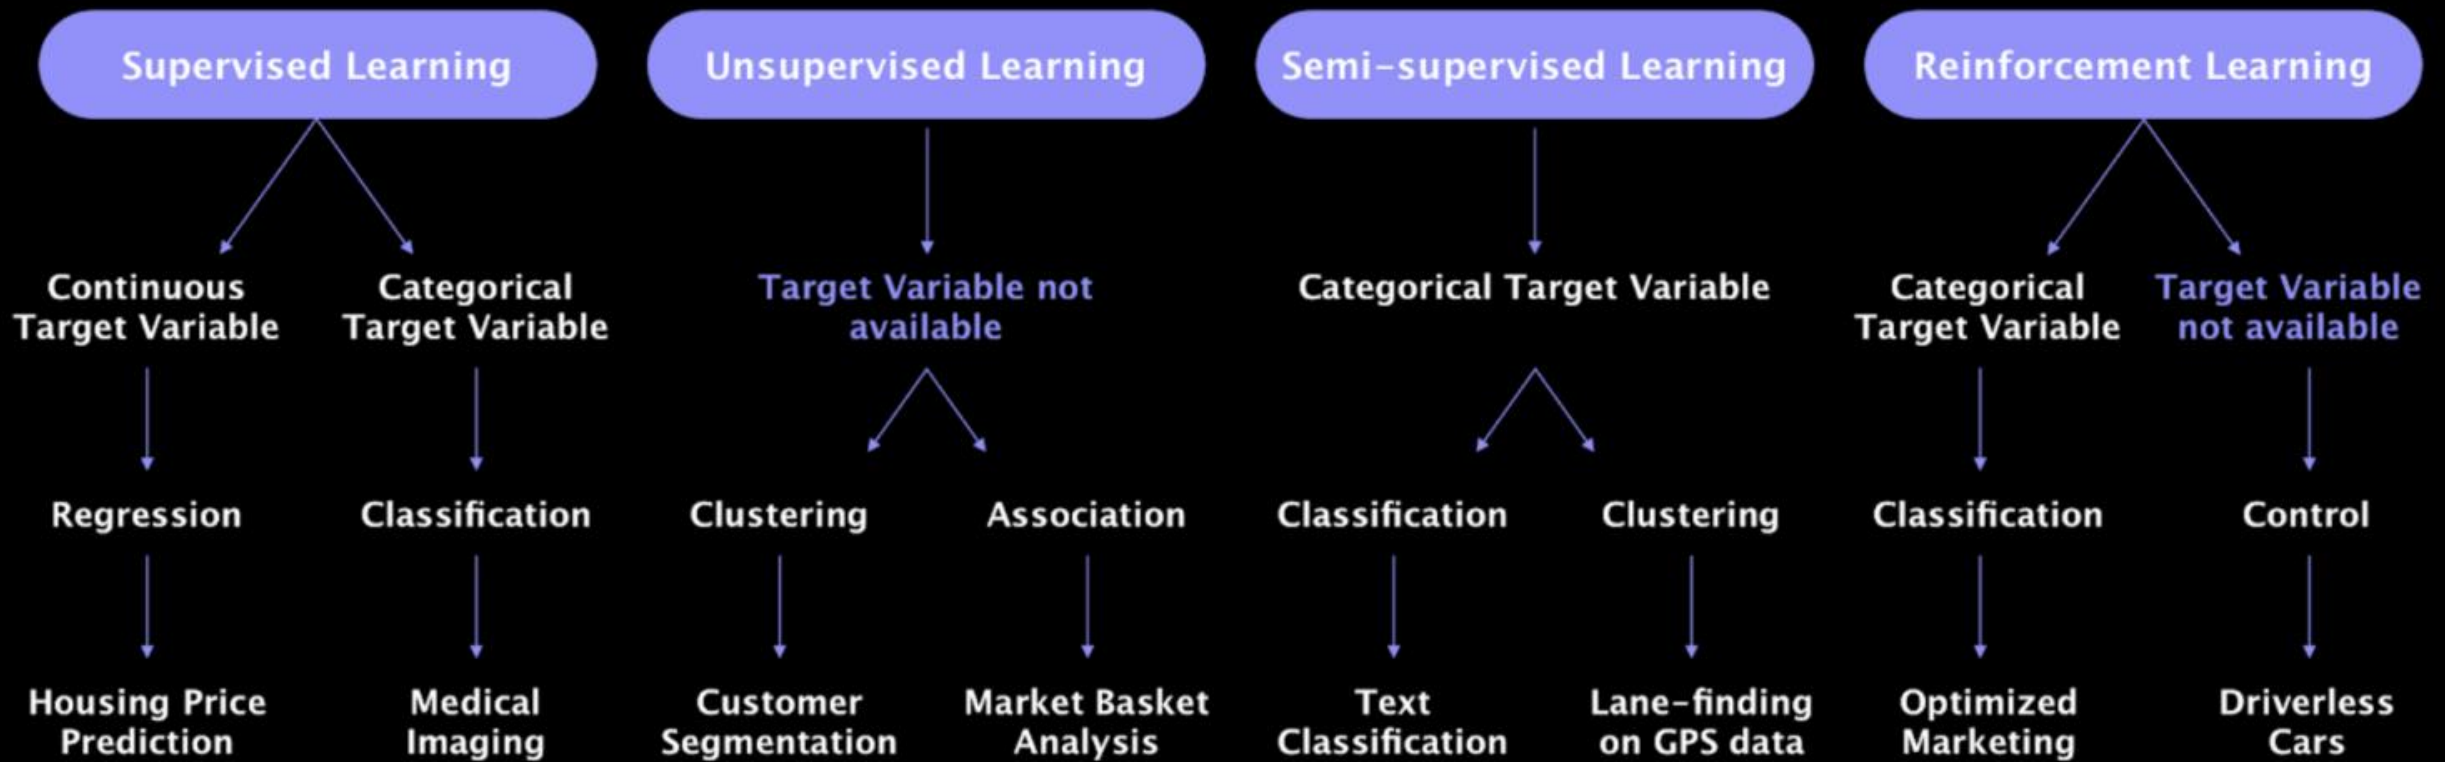 Supervised Learning
Unsupervised Learning
Semi-supervised Learning
Reinforcement Learning
Continuous
Target Variable
Categorical
Target Variable
Target Variable not
available
Categorical Target Variable
Categorical
Target Variable
Target Variable
not available
Regression
Classification
Clustering
Association
Classification
Clustering
Classification
Control
Housing Price
Prediction
Medical
Imaging
Customer
Segmentation
Market Basket
Analysis
Text
Classification
Lane-finding
on GPS data
Optimized
Marketing
Driverless
Cars